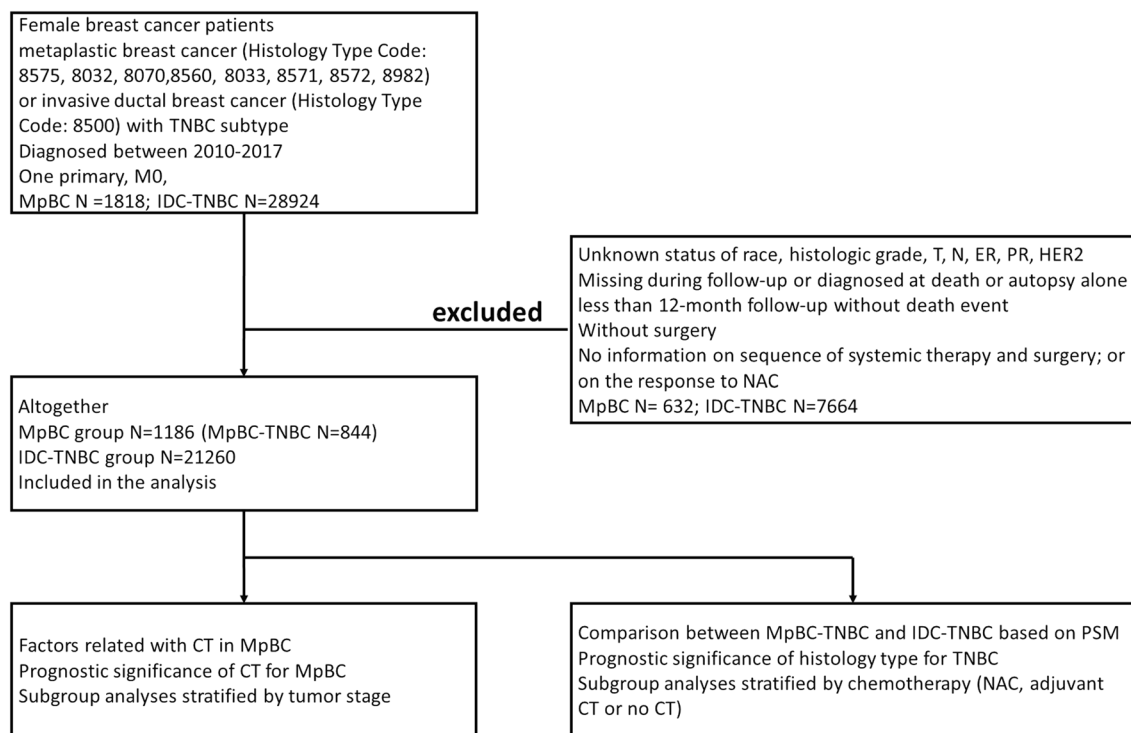 Female breast cancer patients
metaplastic breast cancer (Histology Type Code:
8575, 8032, 8070,8560, 8033, 8571, 8572, 8982)
or invasive ductal breast cancer (Histology Type
Code: 8500) with TNBC subtype
Diagnosed between 2010-2017
One primary, M0,
MpBC N =1818; IDC-TNBC N=28924
excluded
Unknown status of race, histologic grade, T, N, ER, PR, HER2
Missing during follow-up or diagnosed at death or autopsy alone
less than 12-month follow-up without death event
Without surgery
No information on sequence of systemic therapy and surgery; or
on the response to NAC
MpBC N= 632; IDC-TNBC N=7664
Altogether
MpBC group N=1186 (MpBC-TNBC N=844)
IDC-TNBC group N=21260
Included in the analysis
Factors related with CT in MpBC
Prognostic significance of CT for MpBC
Subgroup analyses stratified by tumor stage
Comparison between MpBC-TNBC and IDC-TNBC based on PSM
Prognostic significance of histology type for TNBC
Subgroup analyses stratified by chemotherapy (NAC, adjuvant
CT or no CT)